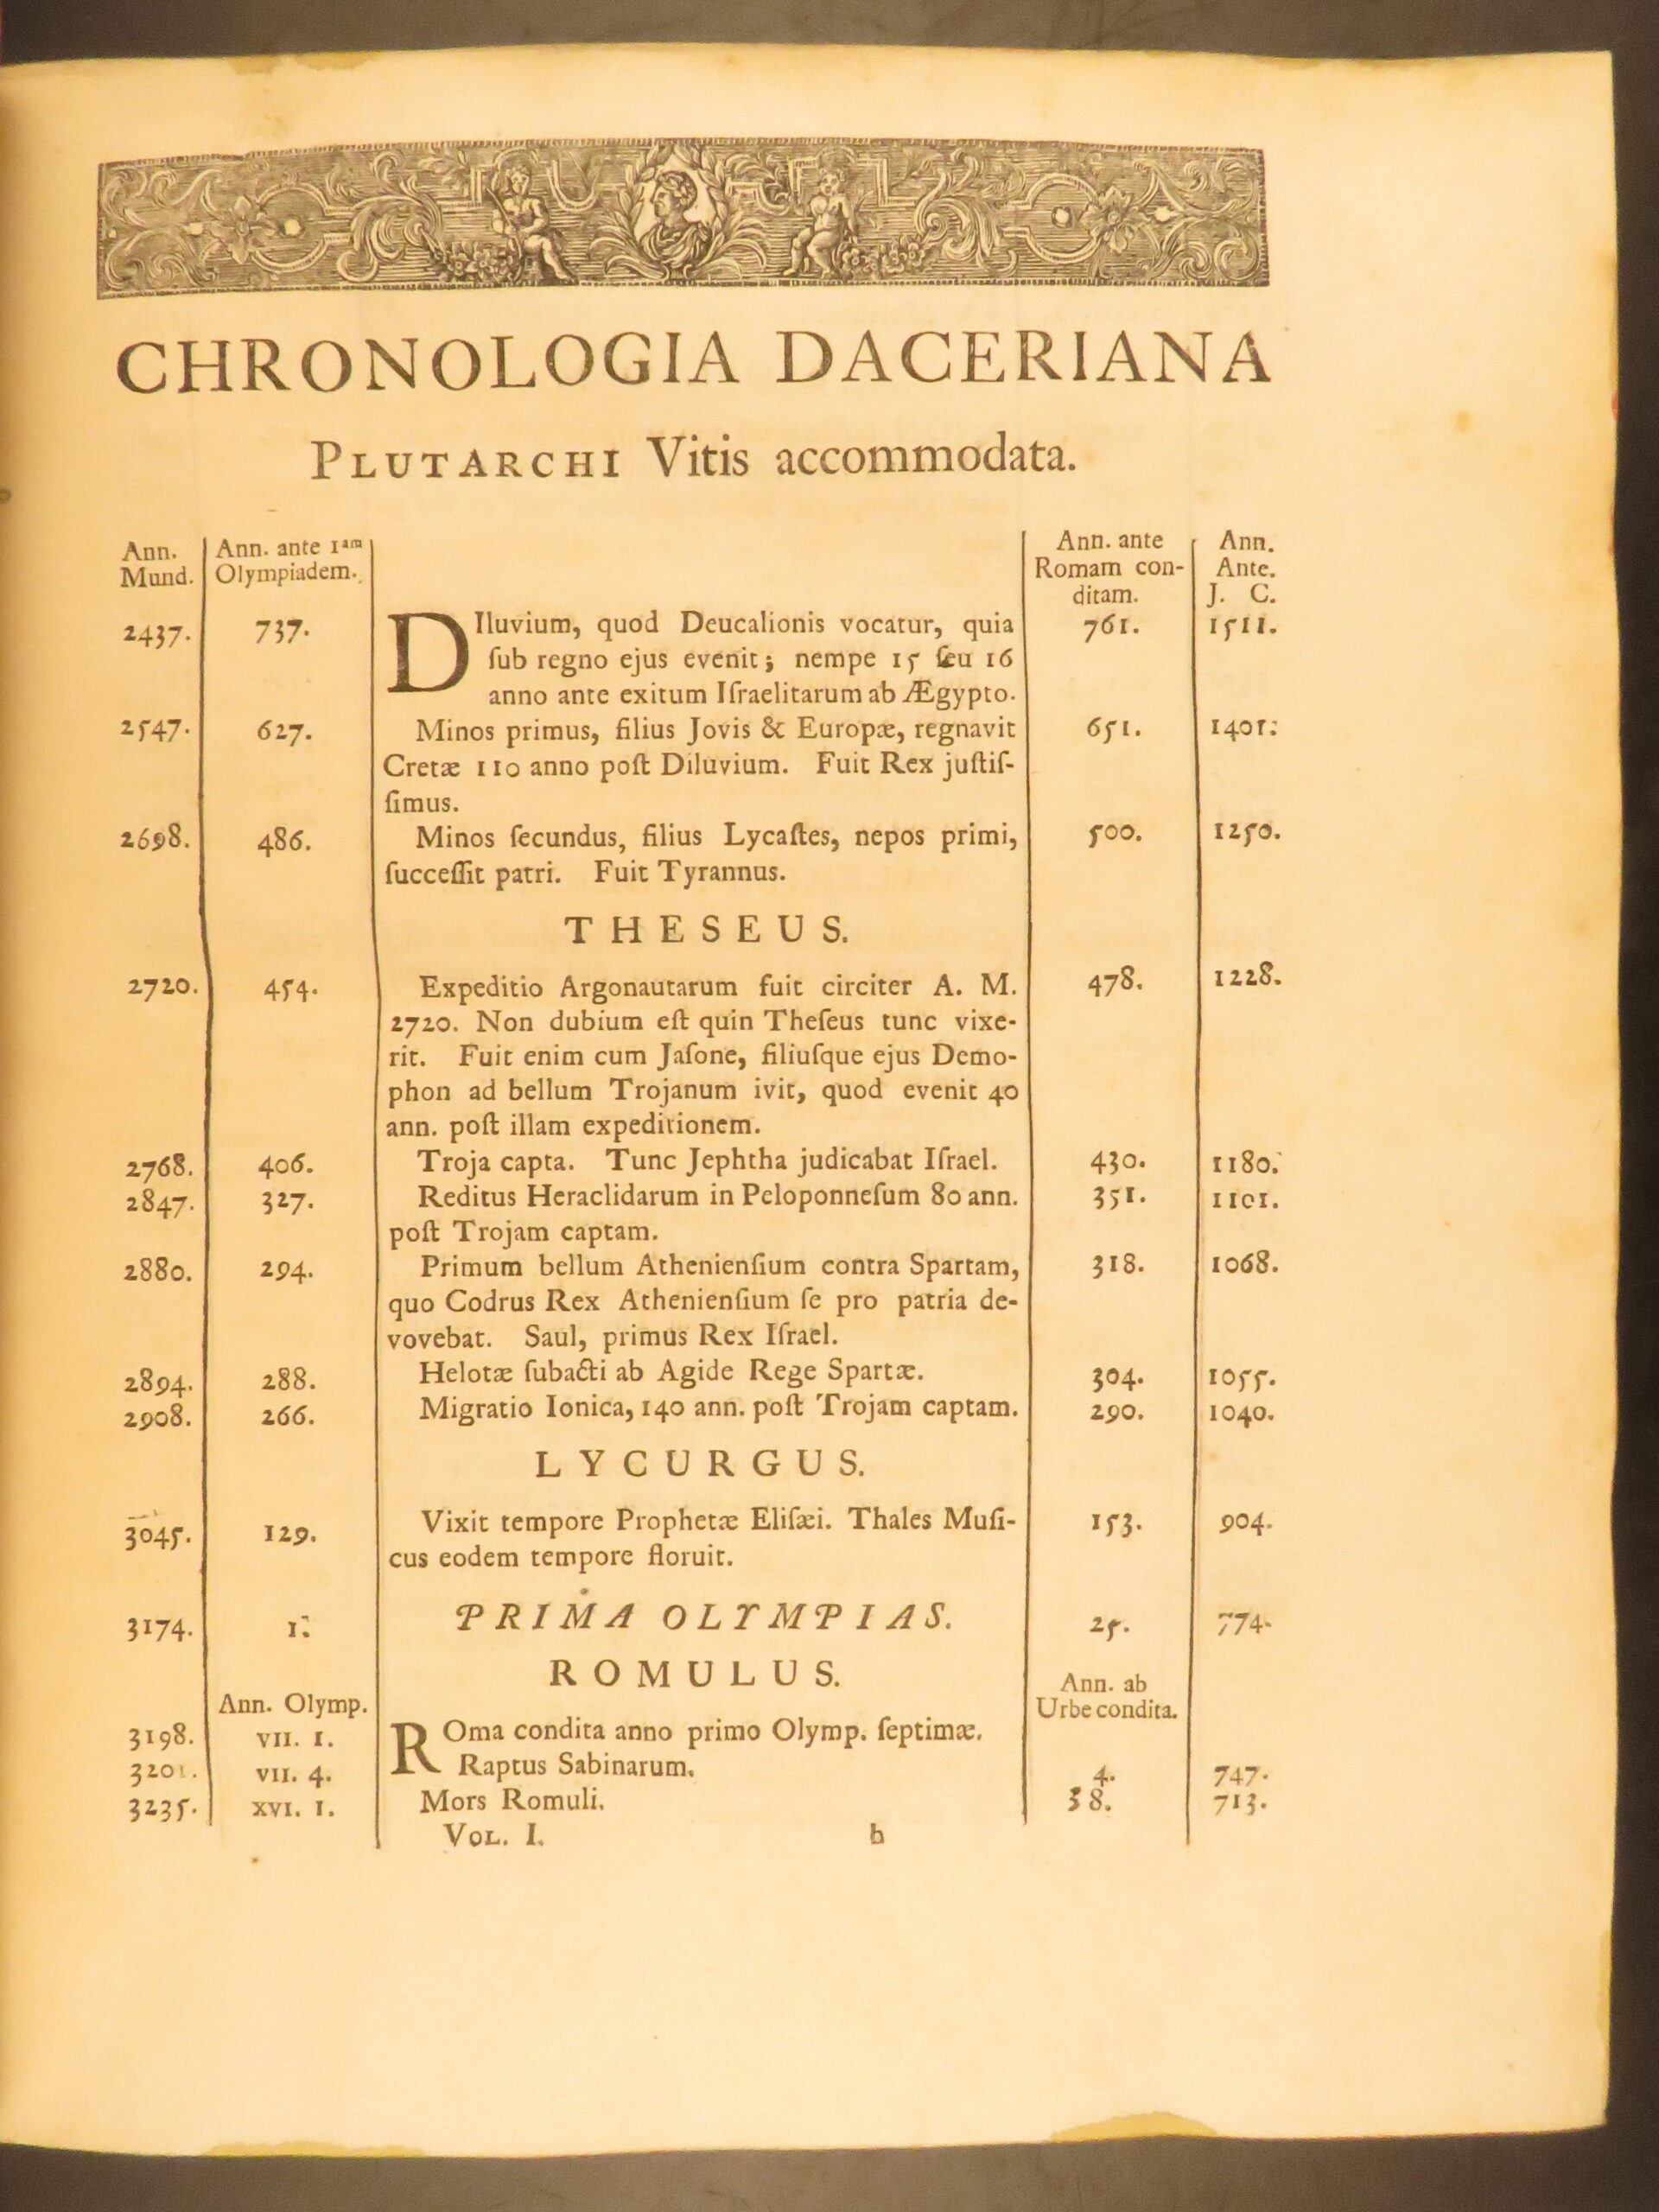 CHRONOLOGIA DACERIANA
PLUTARCHI Vitis accommodata.
Ann. Mund. | Ann. ante 1am Olympiadem. | Ann. ante Romam con-ditam. | Ann. Ante. J. C.
2437. 737. DIluvium, quod Deucalionis vocatur, quia 761. 1511.
ſub regno ejus evenit; nempe 15 ſeu 16
anno ante exitum Iſraelitarum ab Ægypto.
2547. 627. Minos primus, filius Jovis & Europæ, regnavit 651. 1401.
Cretæ 110 anno poſt Diluvium. Fuit Rex juſtiſ-
ſimus.
2698. 486. Minos ſecundus, filius Lycaſtes, nepos primi, 500. 1250.
ſucceſſit patri. Fuit Tyrannus.
THESEUS.
2720. 454. Expeditio Argonautarum fuit circiter A. M. 478. 1228.
2720. Non dubium eſt quin Theſeus tunc vixe-
rit. Fuit enim cum Jaſone, filiuſque ejus Demo-
phon ad bellum Trojanum ivit, quod evenit 40
ann. poſt illam expeditionem.
2768. 406. Troja capta. Tunc Jephtha judicabat Iſrael. 430. 1180.
2847. 327. Reditus Heraclidarum in Peloponneſum 80 ann. 351. 1101.
poſt Trojam captam.
2880. 294. Primum bellum Athenienſium contra Spartam, 318. 1068.
quo Codrus Rex Athenienſium ſe pro patria de-
vovebat. Saul, primus Rex Iſrael.
2894. 288. Helotæ ſubacti ab Agide Rege Spartæ. 304. 1055.
2908. 266. Migratio Ionica, 140 ann. poſt Trojam captam. 290. 1040.
LYCURGUS.
3045. 129. Vixit tempore Prophetæ Eliſæi. Thales Muſi- 153. 904.
cus eodem tempore floruit.
3174. 1. PRIMA OLYMPIAS. 25. 774.
ROMULUS.
Ann. Olymp. | Ann. ab Urbe condita.
3198. VII. 1. ROma condita anno primo Olymp. ſeptimæ.
3201. VII. 4. Raptus Sabinarum. 4. 747.
3235. XVI. 1. Mors Romuli. 38. 713.
VOL. I. b